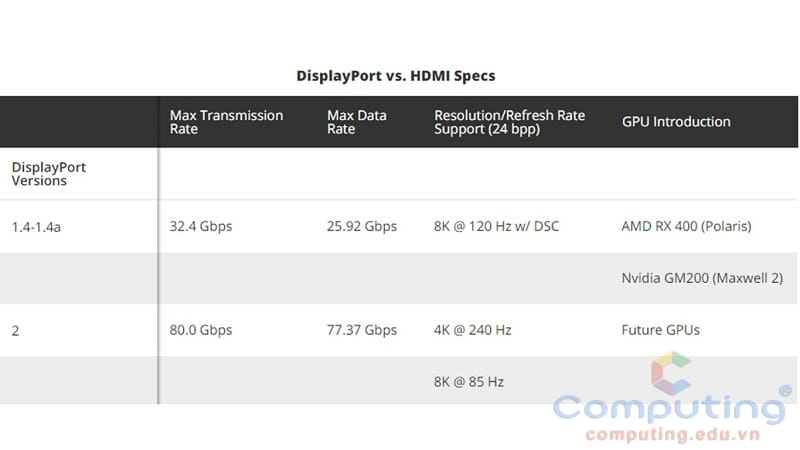 DisplayPort vs. HDMI Specs
Max Transmission Rate Max Data Rate Resolution/Refresh Rate Support (24 bpp) GPU Introduction
DisplayPort Versions
1.4-1.4a 32.4 Gbps 25.92 Gbps 8K @ 120 Hz w/ DSC AMD RX 400 (Polaris)
Nvidia GM200 (Maxwell 2)
2 80.0 Gbps 77.37 Gbps 4K @ 240 Hz Future GPUs
8K @ 85 Hz
Computing®
computing.edu.vn